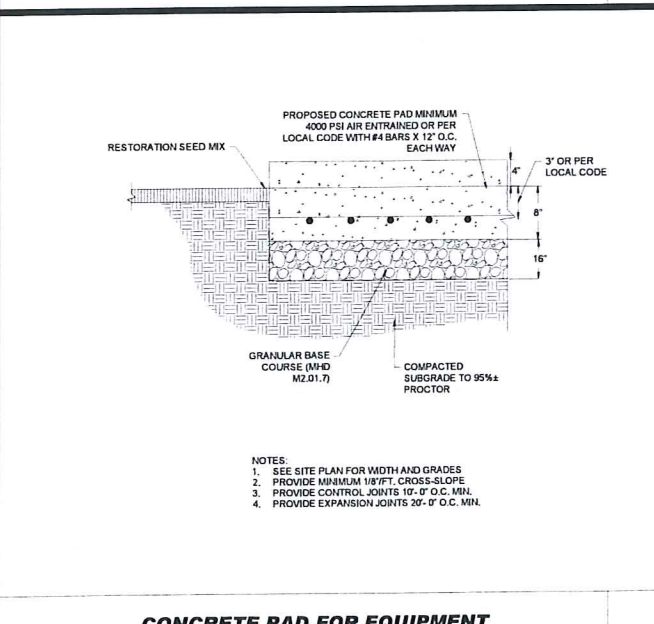 PROPOSED CONCRETE PAD MINIMUM
4000 PSI AIR ENTRAINED OR PER
LOCAL CODE WITH #4 BARS X 12" O.C.
EACH WAY
RESTORATION SEED MIX
3" OR PER
LOCAL CODE
4"
8"
16"
GRANULAR BASE
COURSE (MHD
M2.01.7)
COMPACTED
SUBGRADE TO 95%±
PROCTOR
NOTES:
1. SEE SITE PLAN FOR WIDTH AND GRADES
2. PROVIDE MINIMUM 1/8"/FT. CROSS-SLOPE
3. PROVIDE CONTROL JOINTS 10'- 0" O.C. MIN.
4. PROVIDE EXPANSION JOINTS 20'- 0" O.C. MIN.
CONCRETE PAD FOR EQUIPMENT